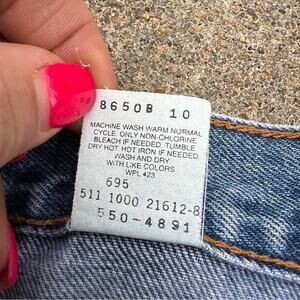 8650B 10
MACHINE WASH WARM NORMAL
CYCLE. ONLY NON-CHLORINE
BLEACH IF NEEDED. TUMBLE
DRY HOT. HOT IRON IF NEEDED.
WASH AND DRY
WITH LIKE COLORS
WPL 423
695
511 1000 21612-8
550-4891